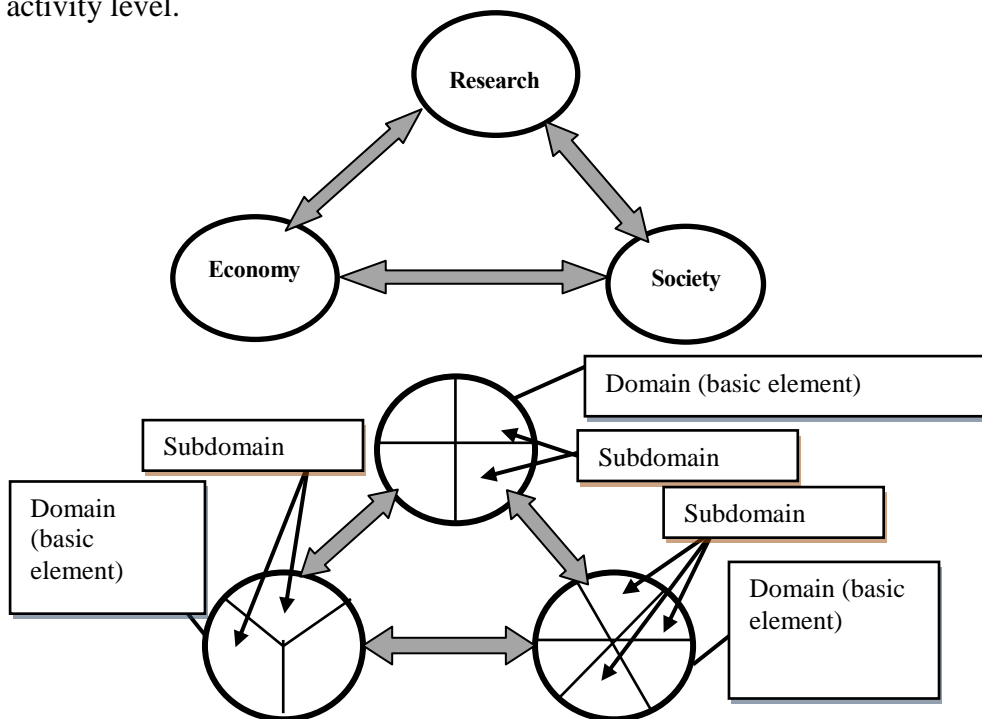 activity level.
Research
Economy
Society
Domain (basic element)
Subdomain
Subdomain
Domain
(basic
element)
Subdomain
Domain (basic
element)